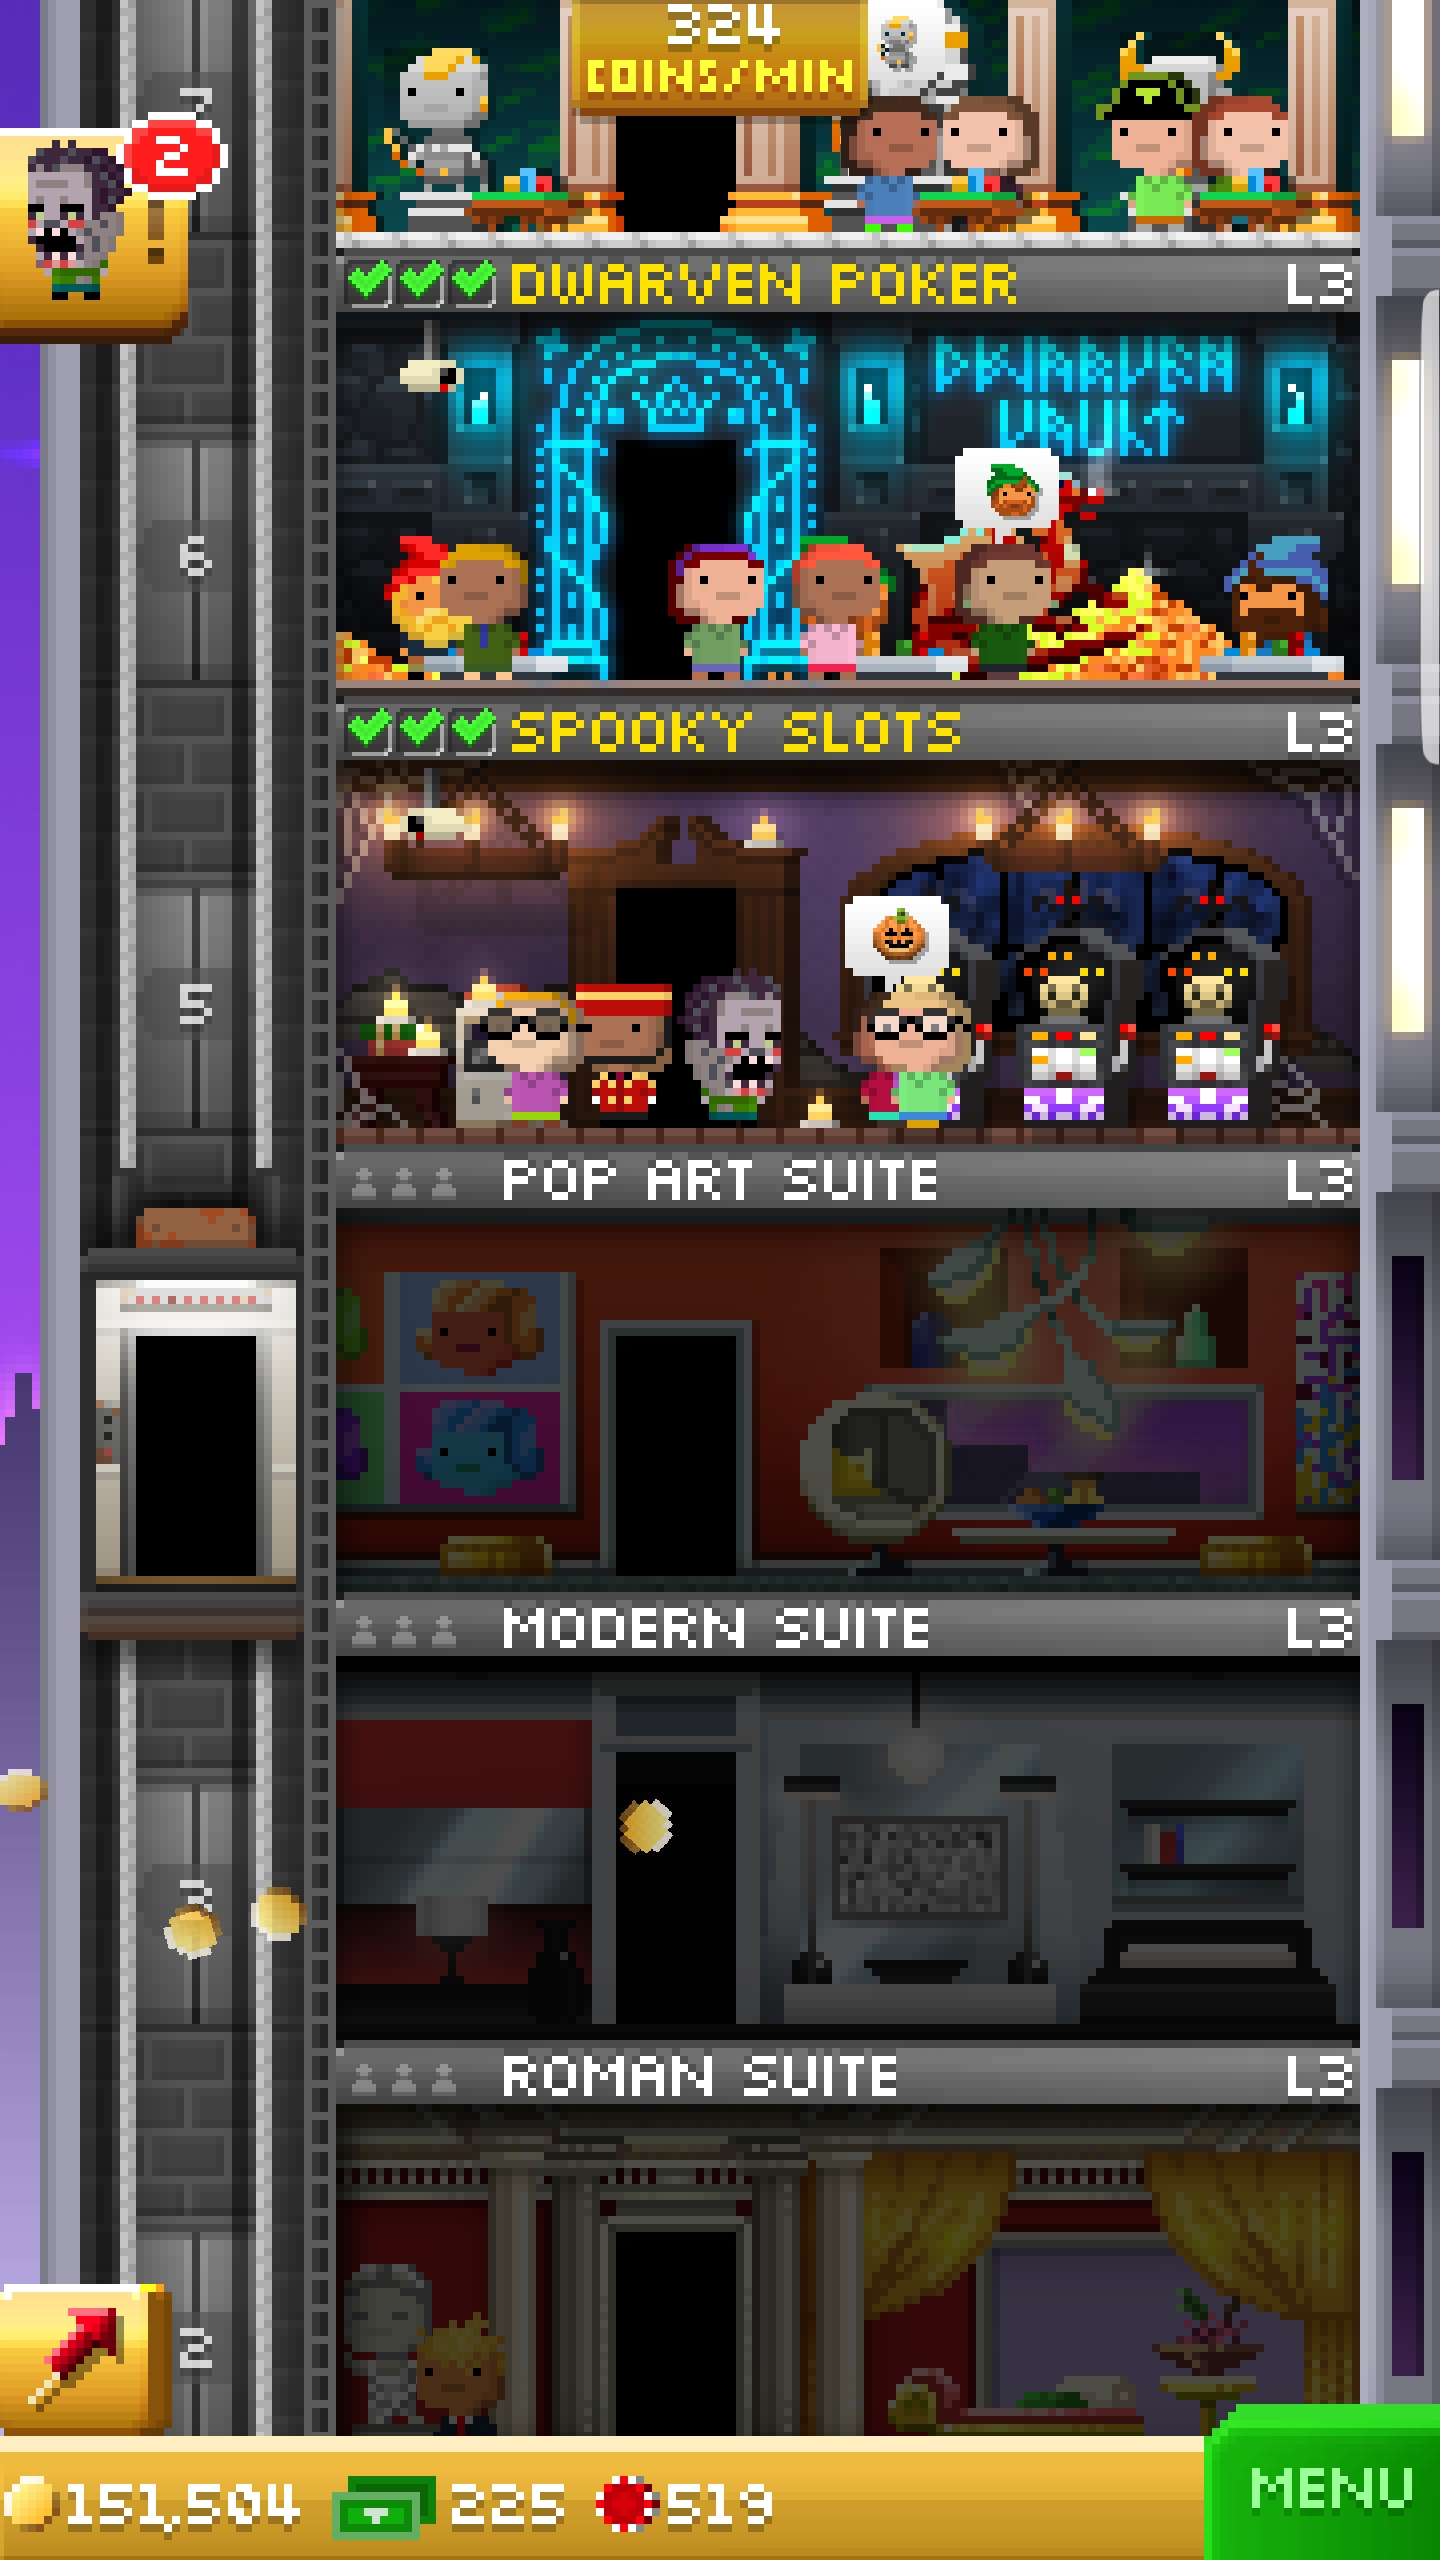 324
COINS/MIN
7
2
!
DWARVEN POKER L3
DWARVEN
VAULT
6
SPOOKY SLOTS L3
5
POP ART SUITE L3
MODERN SUITE L3
3
ROMAN SUITE L3
2
151,504 225 519
MENU